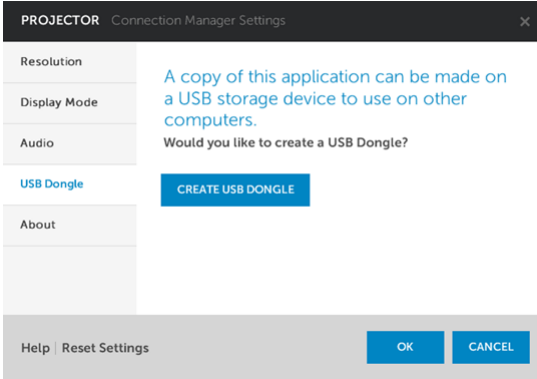 PROJECTOR Connection Manager Settings ×
Resolution
Display Mode
Audio
USB Dongle
About
A copy of this application can be made on
a USB storage device to use on other
computers.
Would you like to create a USB Dongle?
CREATE USB DONGLE
Help | Reset Settings
OK
CANCEL